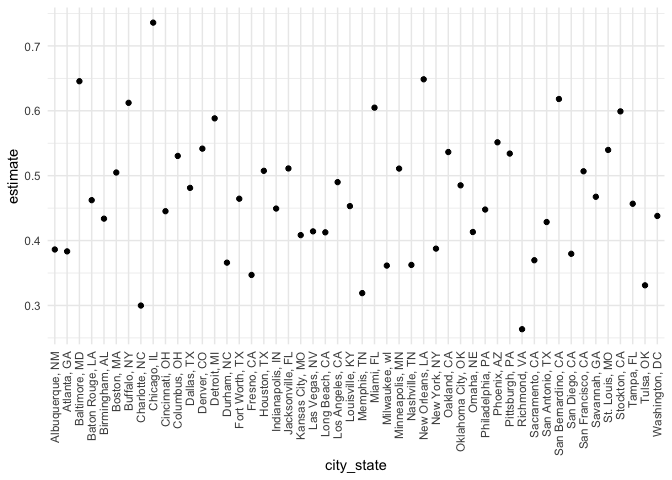 0.7
0.6
0.5
0.4
0.3
estimate
Albuquerque, NM
Atlanta, GA
Baltimore, MD
Baton Rouge, LA
Birmingham, AL
Boston, MA
Buffalo, NY
Charlotte, NC
Chicago, IL
Cincinnati, OH
Columbus, OH
Dallas, TX
Denver, CO
Detroit, MI
Durham, NC
Fort Worth, TX
Fresno, CA
Houston, TX
Indianapolis, IN
Jacksonville, FL
Kansas City, MO
Las Vegas, NV
Long Beach, CA
Los Angeles, CA
Louisville, KY
Memphis, TN
Miami, FL
Milwaukee, wI
Minneapolis, MN
Nashville, TN
New Orleans, LA
New York, NY
Oakland, CA
Oklahoma City, OK
Omaha, NE
Philadelphia, PA
Phoenix, AZ
Pittsburgh, PA
Richmond, VA
Sacramento, CA
San Antonio, TX
San Bernardino, CA
San Diego, CA
San Francisco, CA
Savannah, GA
St. Louis, MO
Stockton, CA
Tampa, FL
Tulsa, OK
Washington, DC
city_state